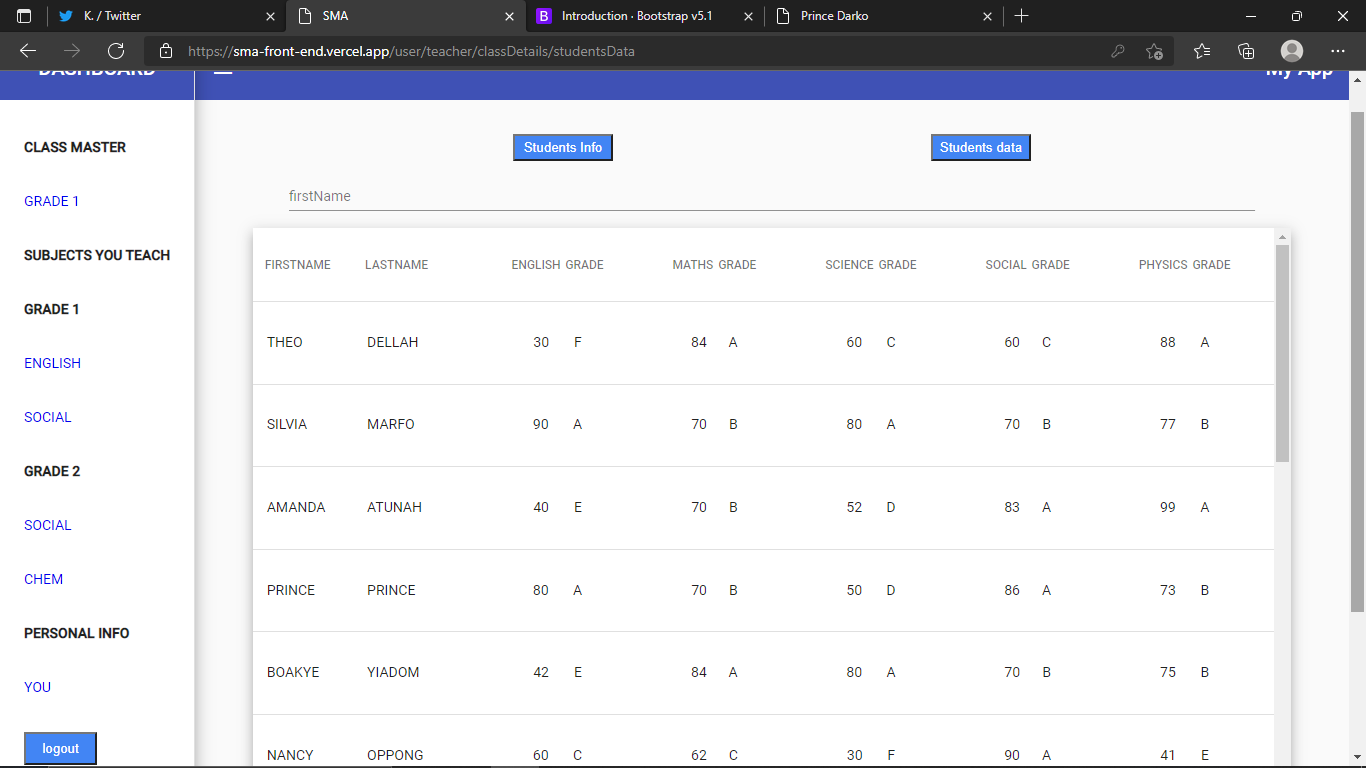 K. / Twitter
SMA
Introduction · Bootstrap v5.1
Prince Darko
https://sma-front-end.vercel.app/user/teacher/classDetails/studentsData
DASHBOARD
My App
CLASS MASTER
GRADE 1
SUBJECTS YOU TEACH
GRADE 1
ENGLISH
SOCIAL
GRADE 2
SOCIAL
CHEM
PERSONAL INFO
YOU
logout
Students Info Students data
firstName
FIRSTNAME LASTNAME ENGLISH GRADE MATHS GRADE SCIENCE GRADE SOCIAL GRADE PHYSICS GRADE
THEO DELLAH 30 F 84 A 60 C 60 C 88 A
SILVIA MARFO 90 A 70 B 80 A 70 B 77 B
AMANDA ATUNAH 40 E 70 B 52 D 83 A 99 A
PRINCE PRINCE 80 A 70 B 50 D 86 A 73 B
BOAKYE YIADOM 42 E 84 A 80 A 70 B 75 B
NANCY OPPONG 60 C 62 C 30 F 90 A 41 E